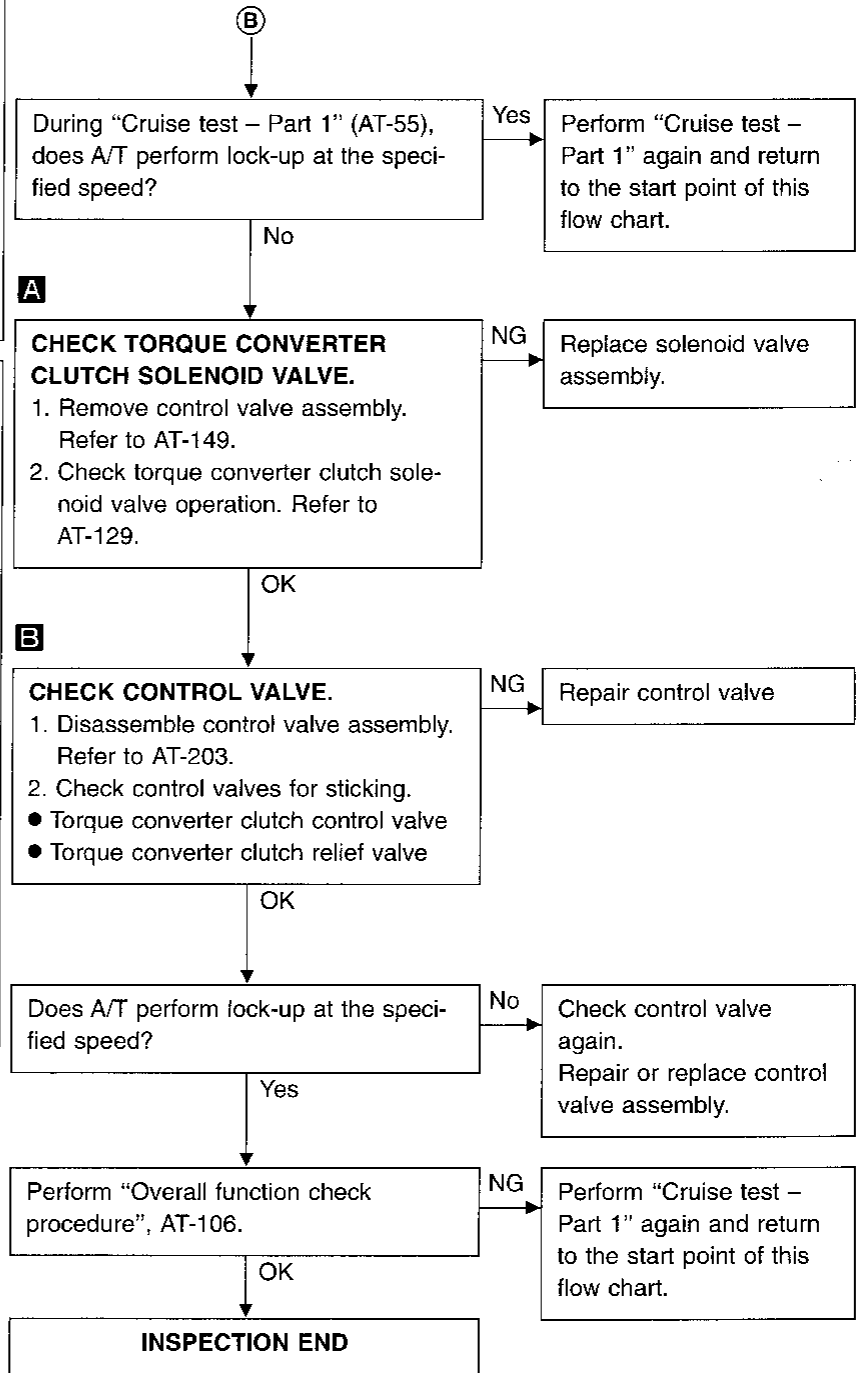 B
During “Cruise test – Part 1” (AT-55),
does A/T perform lock-up at the speci-
fied speed?
Yes
Perform “Cruise test –
Part 1” again and return
to the start point of this
flow chart.
No
A
CHECK TORQUE CONVERTER
CLUTCH SOLENOID VALVE.
1. Remove control valve assembly.
Refer to AT-149.
2. Check torque converter clutch sole-
noid valve operation. Refer to
AT-129.
NG
Replace solenoid valve
assembly.
OK
B
CHECK CONTROL VALVE.
1. Disassemble control valve assembly.
Refer to AT-203.
2. Check control valves for sticking.
● Torque converter clutch control valve
● Torque converter clutch relief valve
NG
Repair control valve
OK
Does A/T perform lock-up at the speci-
fied speed?
No
Check control valve
again.
Repair or replace control
valve assembly.
Yes
Perform “Overall function check
procedure”, AT-106.
NG
Perform “Cruise test –
Part 1” again and return
to the start point of this
flow chart.
OK
INSPECTION END